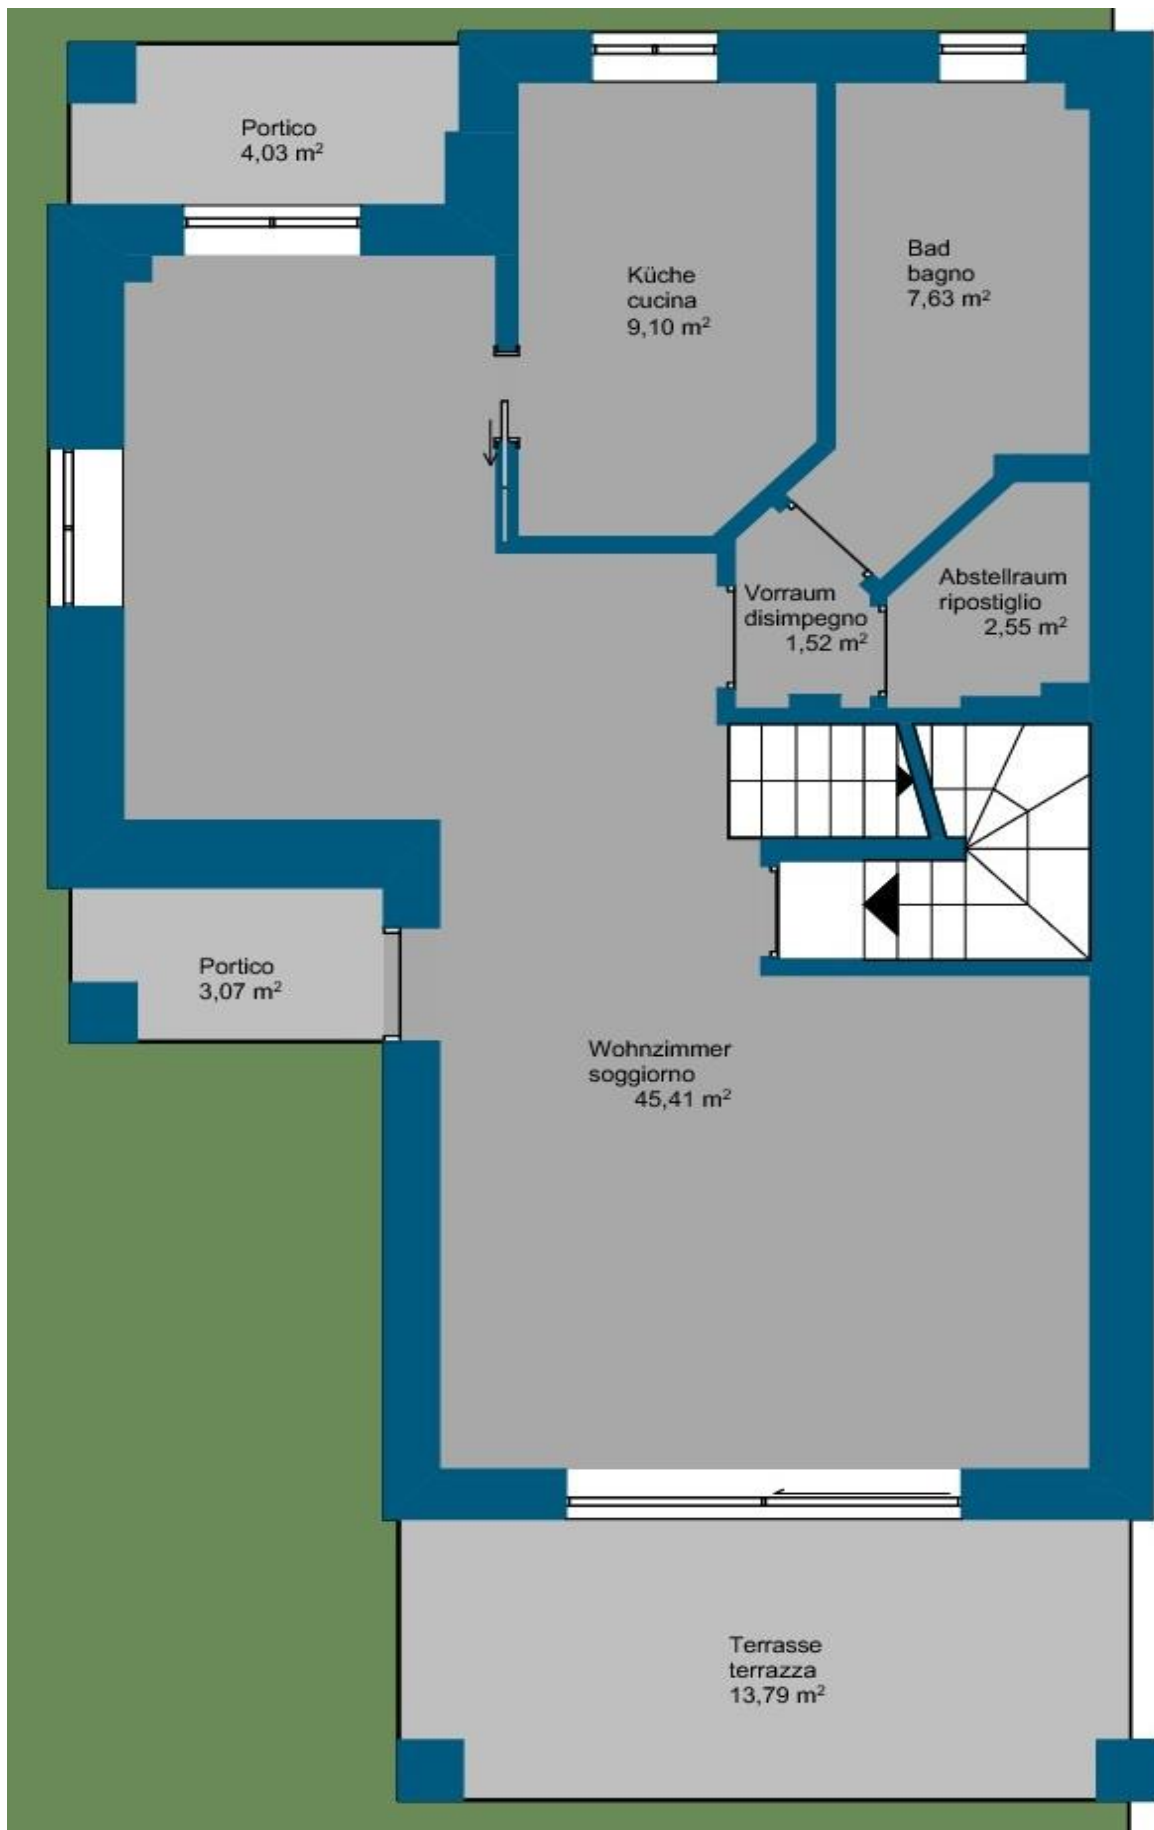 Portico
4,03 m²
Küche
cucina
9,10 m²
Bad
bagno
7,63 m²
Vorraum
disimpegno
1,52 m²
Abstellraum
ripostiglio
2,55 m²
Portico
3,07 m²
Wohnzimmer
soggiorno
45,41 m²
Terrasse
terrazza
13,79 m²